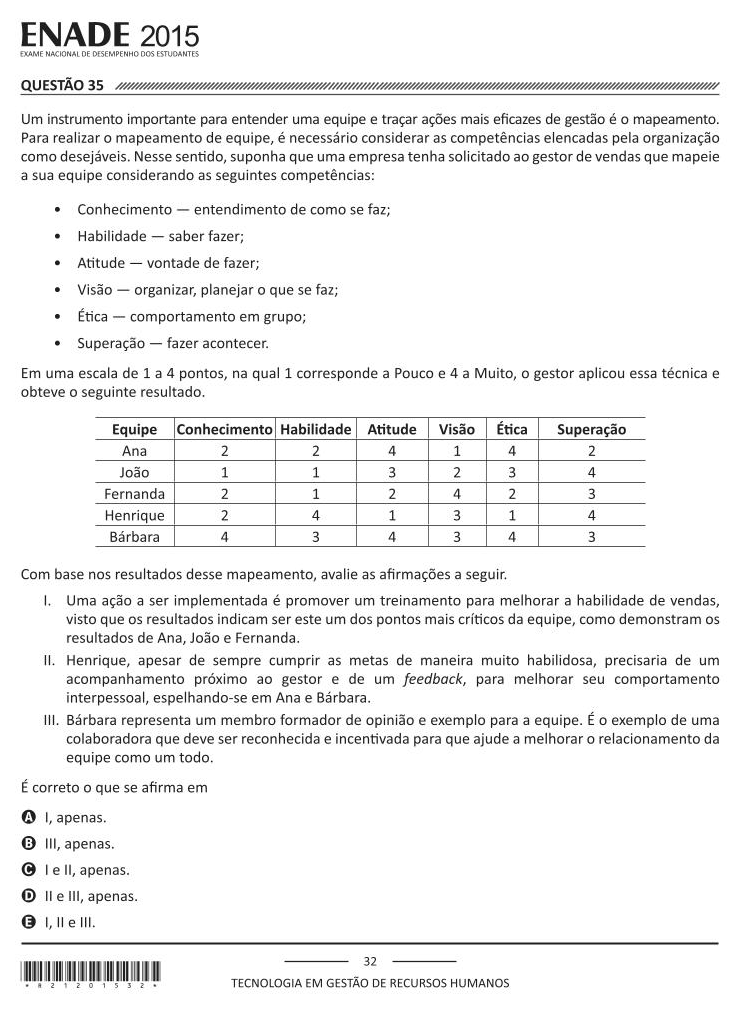 ENADE 2015
EXAME NACIONAL DE DESEMPENHO DOS ESTUDANTES
QUESTÃO 35
Um instrumento importante para entender uma equipe e traçar ações mais eficazes de gestão é o mapeamento.
Para realizar o mapeamento de equipe, é necessário considerar as competências elencadas pela organização
como desejáveis. Nesse sentido, suponha que uma empresa tenha solicitado ao gestor de vendas que mapeie
a sua equipe considerando as seguintes competências:
• Conhecimento — entendimento de como se faz;
• Habilidade — saber fazer;
• Atitude — vontade de fazer;
• Visão — organizar, planejar o que se faz;
• Ética — comportamento em grupo;
• Superação — fazer acontecer.
Em uma escala de 1 a 4 pontos, na qual 1 corresponde a Pouco e 4 a Muito, o gestor aplicou essa técnica e
obteve o seguinte resultado.
Equipe Conhecimento Habilidade Atitude Visão Ética Superação
Ana 2 2 4 1 4 2
João 1 1 3 2 3 4
Fernanda 2 1 2 4 2 3
Henrique 2 4 1 3 1 4
Bárbara 4 3 4 3 4 3
Com base nos resultados desse mapeamento, avalie as afirmações a seguir.
I. Uma ação a ser implementada é promover um treinamento para melhorar a habilidade de vendas,
visto que os resultados indicam ser este um dos pontos mais críticos da equipe, como demonstram os
resultados de Ana, João e Fernanda.
II. Henrique, apesar de sempre cumprir as metas de maneira muito habilidosa, precisaria de um
acompanhamento próximo ao gestor e de um feedback, para melhorar seu comportamento
interpessoal, espelhando-se em Ana e Bárbara.
III. Bárbara representa um membro formador de opinião e exemplo para a equipe. É o exemplo de uma
colaboradora que deve ser reconhecida e incentivada para que ajude a melhorar o relacionamento da
equipe como um todo.
É correto o que se afirma em
A I, apenas.
B III, apenas.
C I e II, apenas.
D II e III, apenas.
E I, II e III.
32
*R2120153​2*
TECNOLOGIA EM GESTÃO DE RECURSOS HUMANOS